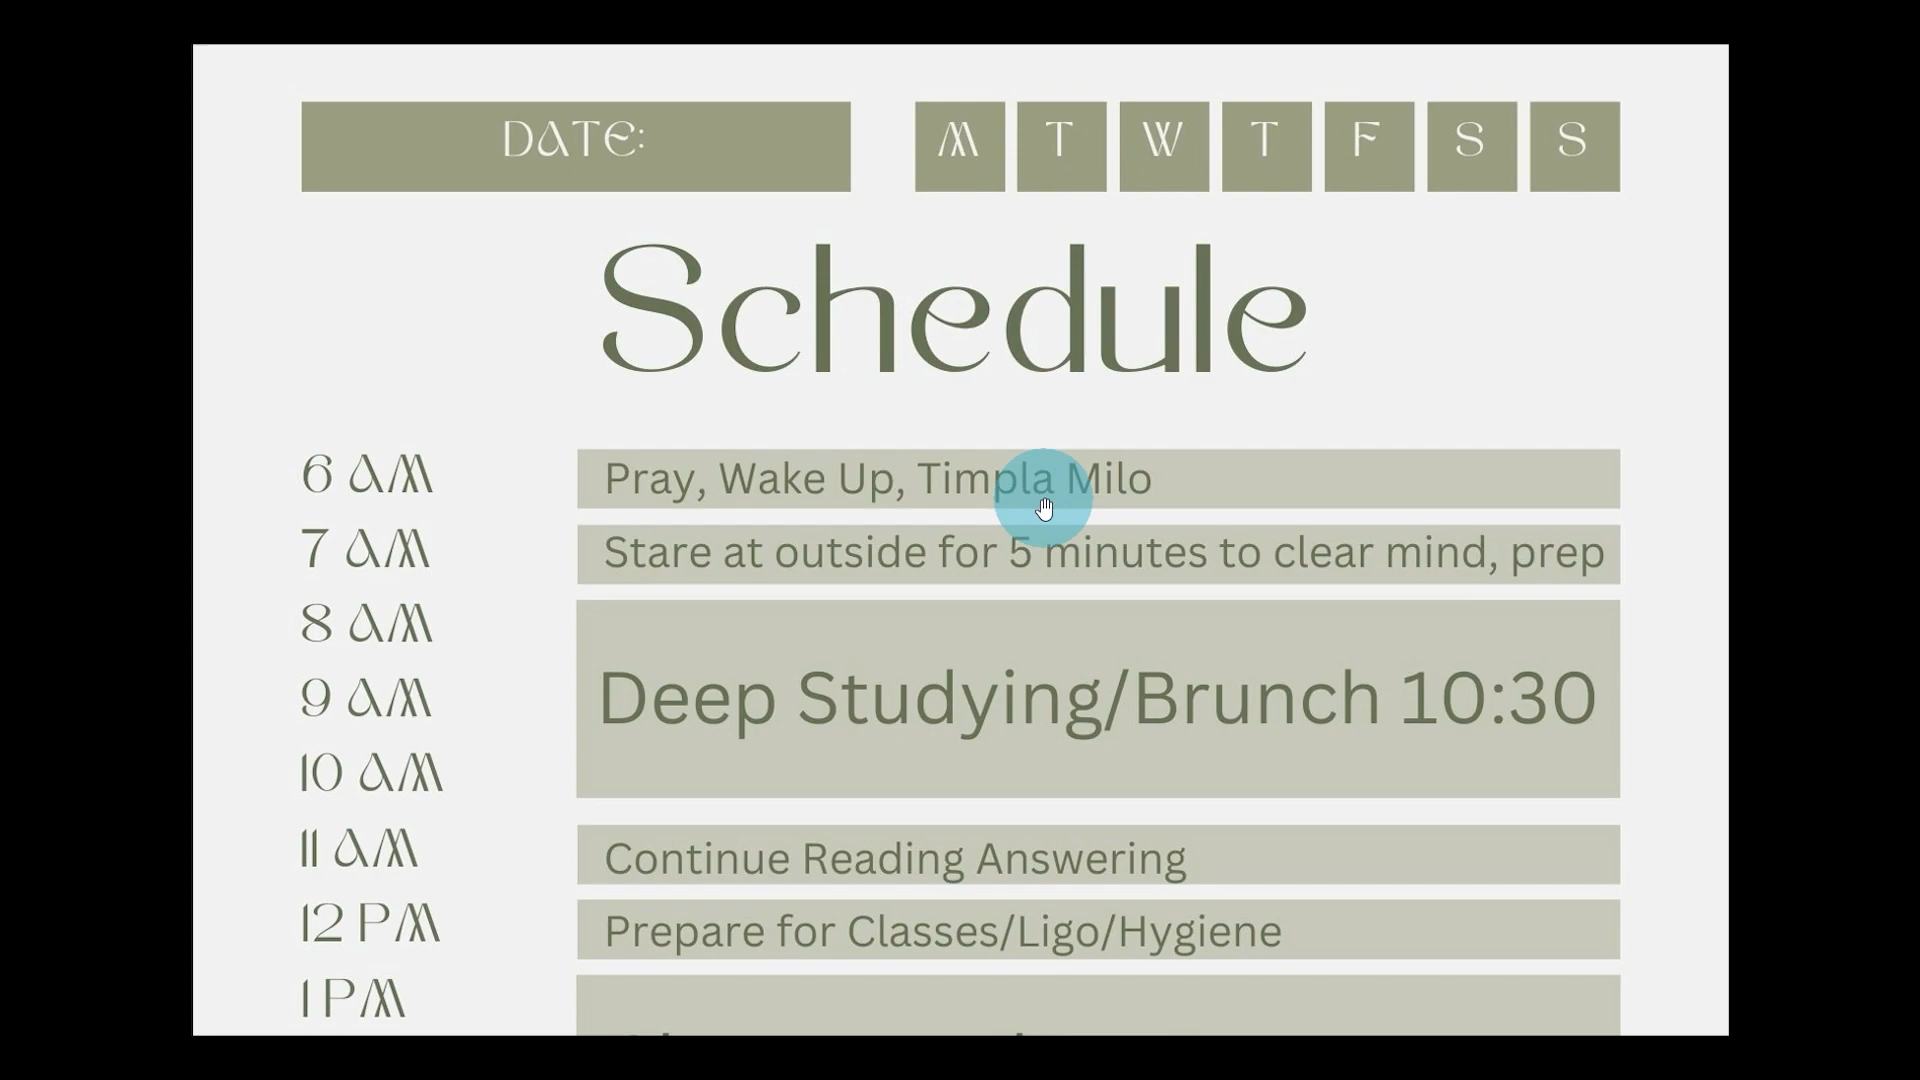 DATE:
M T W T F S S
Schedule
6 AM Pray, Wake Up, Timpla Milo
7 AM Stare at outside for 5 minutes to clear mind, prep
8 AM
9 AM Deep Studying/Brunch 10:30
10 AM
11 AM Continue Reading Answering
12 PM Prepare for Classes/Ligo/Hygiene
1 PM